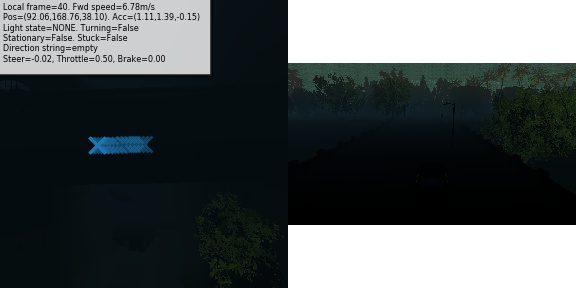 Local frame=40. Fwd speed=6.78m/s
Pos=(92.06,168.76,38.10). Acc=(1.11,1.39,-0.15)
Light state=NONE. Turning=False
Stationary=False. Stuck=False
Direction string=empty
Steer=-0.02, Throttle=0.50, Brake=0.00